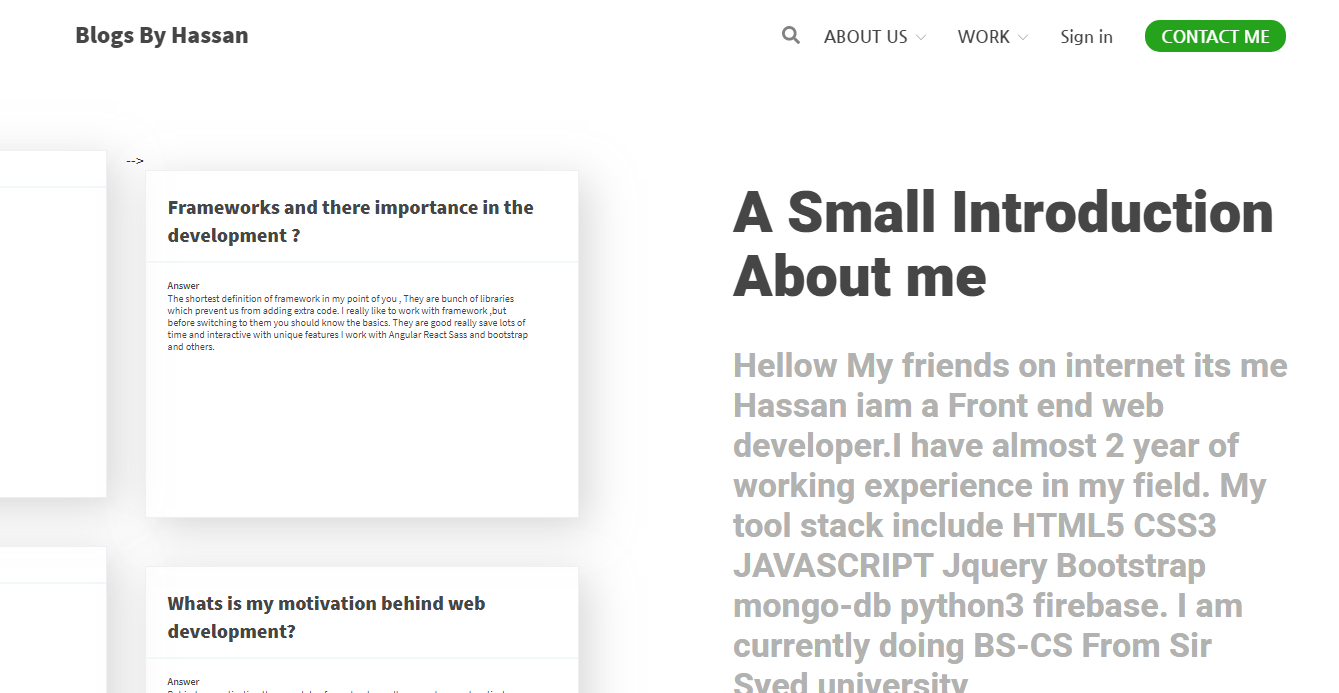 Blogs By Hassan
ABOUT US
WORK
Sign in
CONTACT ME
-->
Frameworks and there importance in the
development ?
Answer
The shortest definition of framework in my point of you , They are bunch of libraries
which prevent us from adding extra code. I really like to work with framework ,but
before switching to them you should know the basics. They are good really save lots of
time and interactive with unique features I work with Angular React Sass and bootstrap
and others.
Whats is my motivation behind web
development?
Answer
A Small Introduction
About me
Hellow My friends on internet its me
Hassan iam a Front end web
developer.I have almost 2 year of
working experience in my field. My
tool stack include HTML5 CSS3
JAVASCRIPT Jquery Bootstrap
mongo-db python3 firebase. I am
currently doing BS-CS From Sir
Syed university